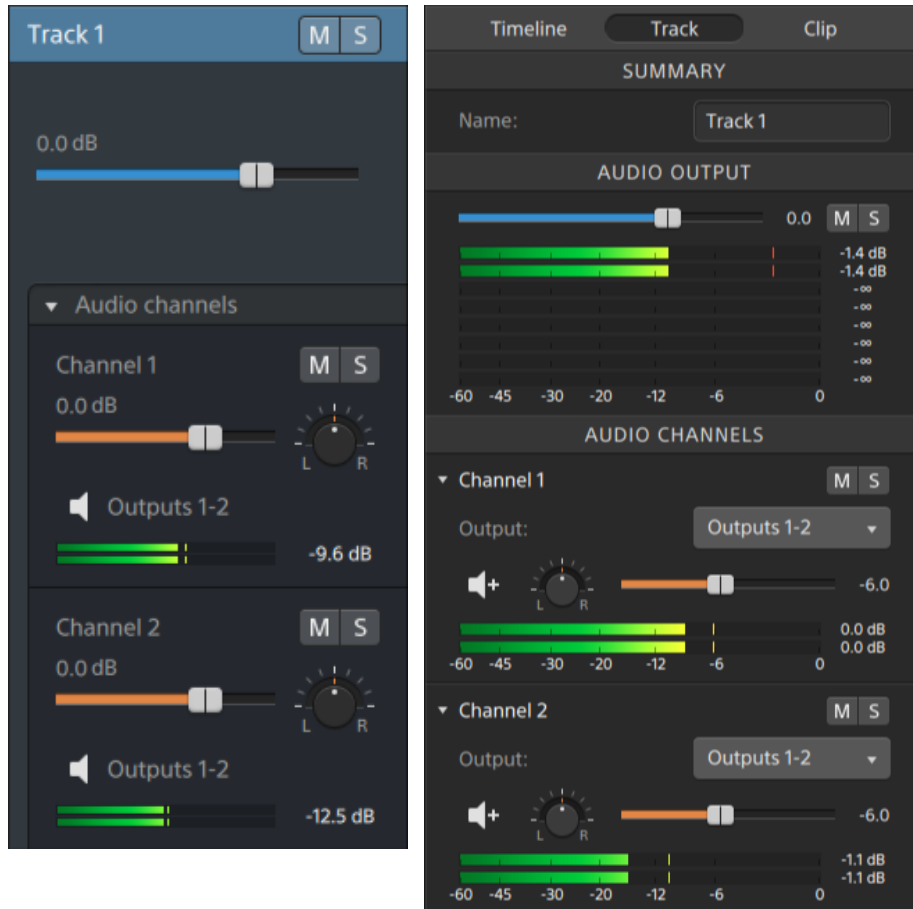 Track 1 M S
0.0 dB
Audio channels
Channel 1 M S
0.0 dB
L R
Outputs 1-2
-9.6 dB
Channel 2 M S
0.0 dB
L R
Outputs 1-2
-12.5 dB
Timeline Track Clip
SUMMARY
Name: Track 1
AUDIO OUTPUT
0.0 M S
-1.4 dB
-1.4 dB
-∞
-∞
-∞
-∞
-∞
-∞
-60 -45 -30 -20 -12 -6 0
AUDIO CHANNELS
Channel 1 M S
Output: Outputs 1-2
L R -6.0
0.0 dB
0.0 dB
-60 -45 -30 -20 -12 -6 0
Channel 2 M S
Output: Outputs 1-2
L R -6.0
-1.1 dB
-1.1 dB
-60 -45 -30 -20 -12 -6 0